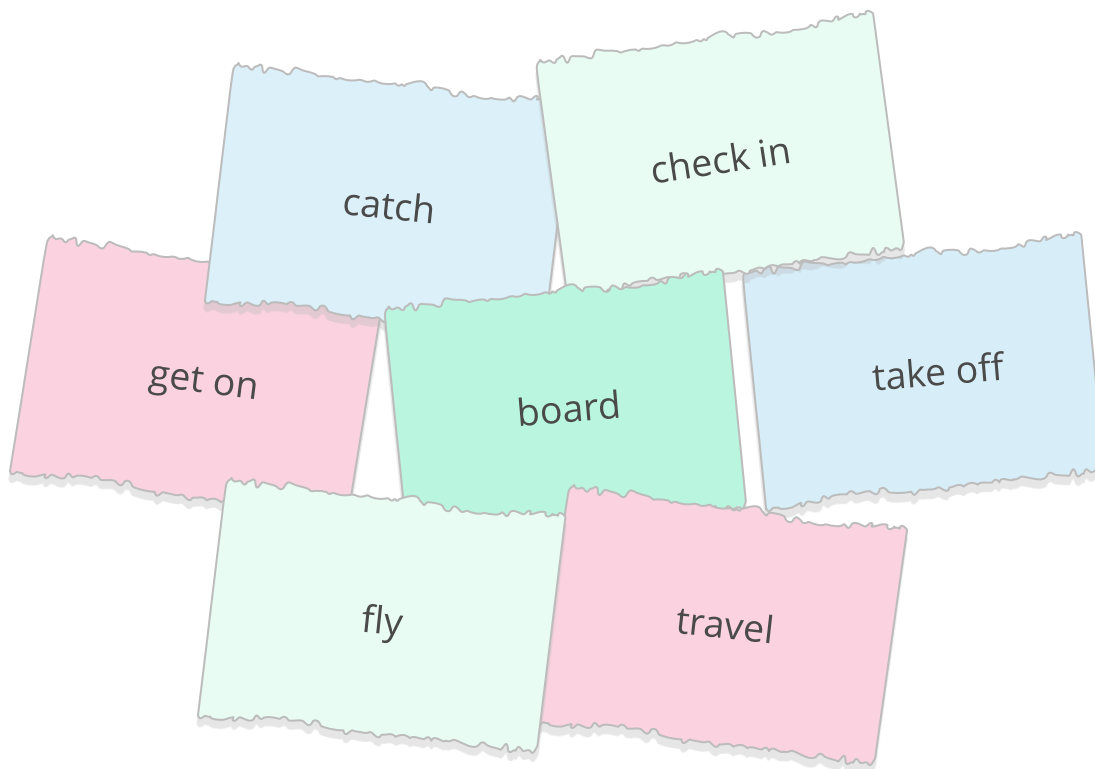 check in
catch
take off
get on
board
fly
travel